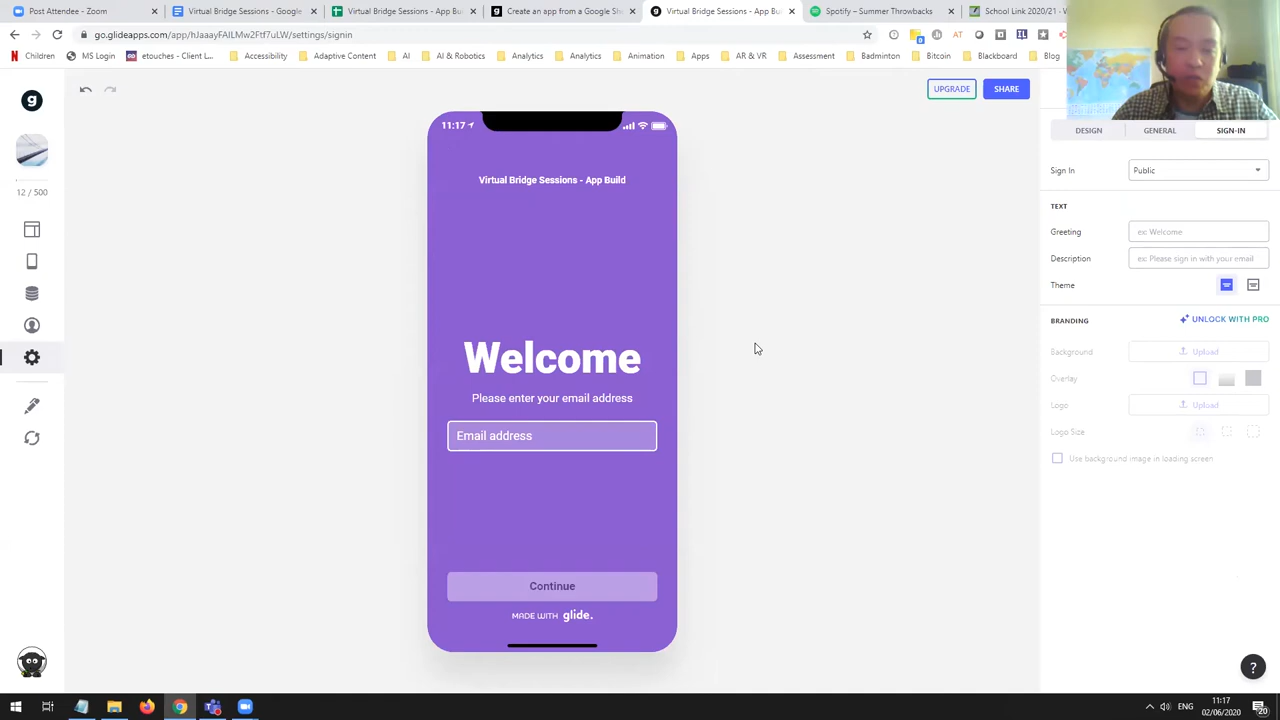 Post Attendee - Zoom
Virtual Bridge Sessions - Google
Virtual Bridge Sessions - App Bu
Create an app from a Google She
Virtual Bridge Sessions - App Bu
Spotify – Summer Throwbacks
School Link 2020/21 - W
go.glideapps.com/app/hJaaayFAILMw2Ftf7uLW/settings/signin
Children
MS Login
etouches - Client L...
Accessibility
Adaptive Content
AI
AI & Robotics
Analytics
Analytics
Animation
Apps
AR & VR
Assessment
Badminton
Bitcoin
Blackboard
Blog
UPGRADE
SHARE
DESIGN
GENERAL
SIGN-IN
12 / 500
11:17
Virtual Bridge Sessions - App Build
Welcome
Please enter your email address
Email address
Continue
MADE WITH glide.
Sign In
Public
TEXT
Greeting
ex: Welcome
Description
ex: Please sign in with your email
Theme
BRANDING
UNLOCK WITH PRO
Background
Upload
Overlay
Logo
Upload
Logo Size
Use background image in loading screen
?
ENG
11:17
02/06/2020
20